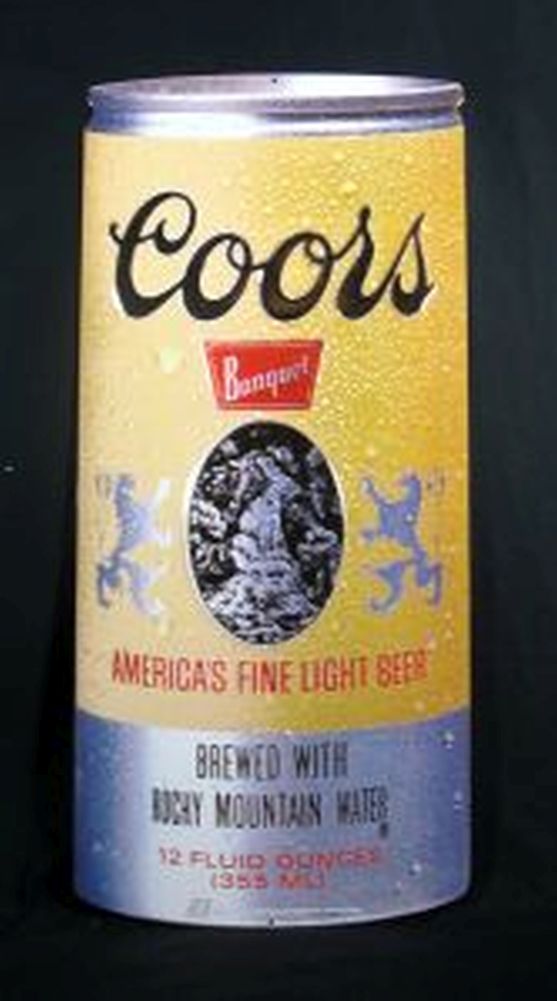 Coors
Banquet
AMERICA'S FINE LIGHT BEER
BREWED WITH
ROCKY MOUNTAIN WATER
12 FLUID OUNCES
(355 ML)